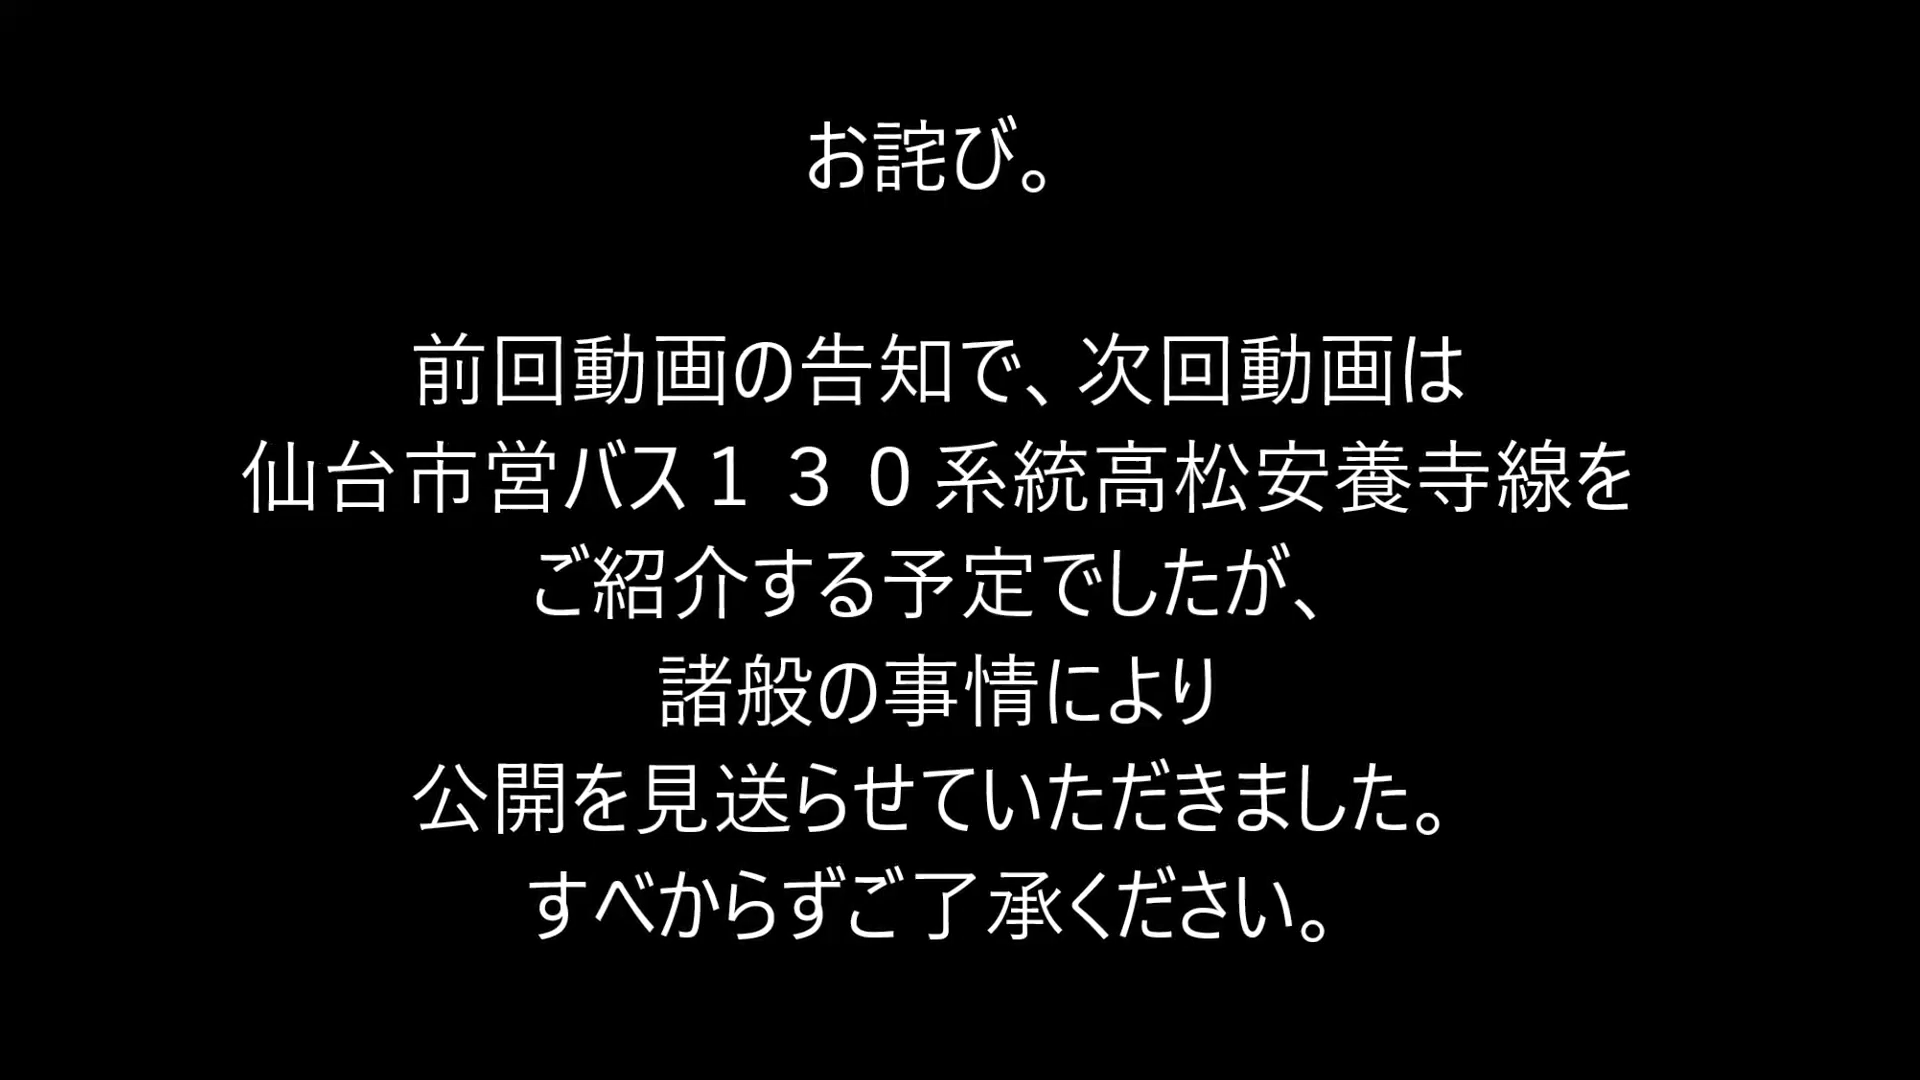 お詫び。
前回動画の告知で、次回動画は
仙台市営バス１３０系統高松安養寺線を
ご紹介する予定でしたが、
諸般の事情により
公開を見送らせていただきました。
すべからずご了承ください。